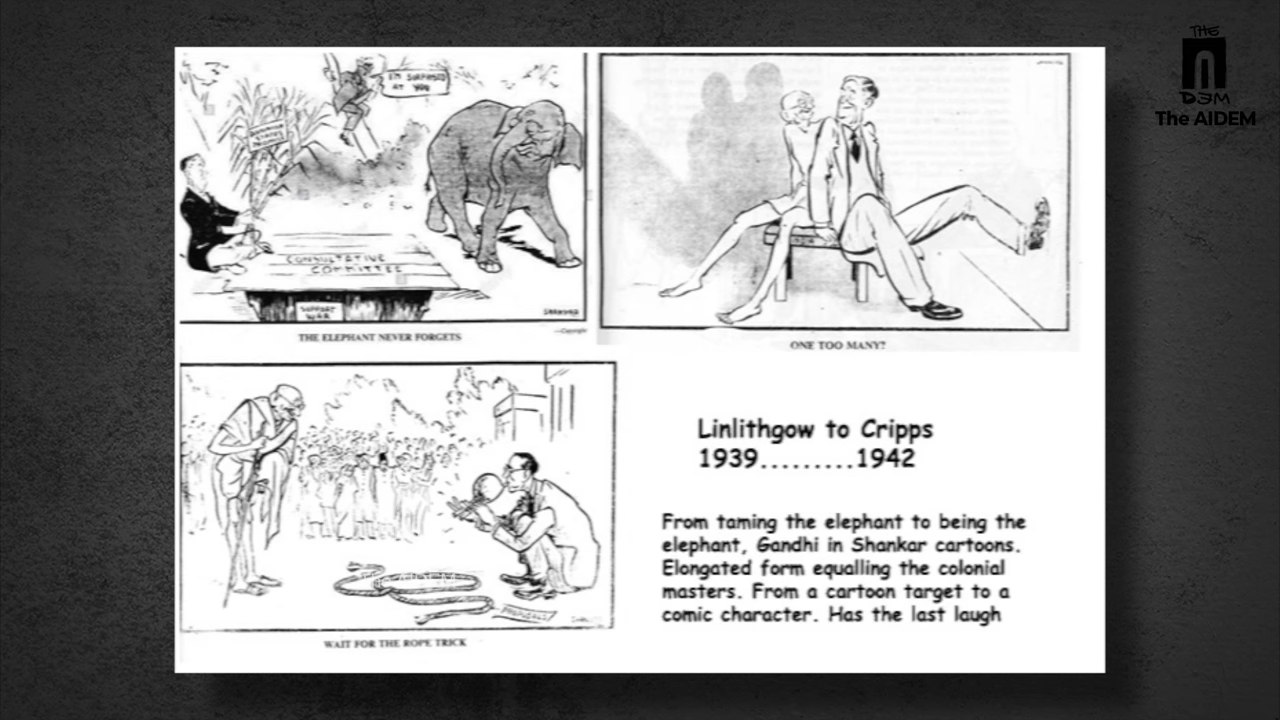 THE
DEM
The AIDEM
I'M SURPRISED
AT YOU
CONSULTATIVE
COMMITTEE
SUPPORT
WAR
SHANKAR
THE ELEPHANT NEVER FORGETS
—Copyright
ONE TOO MANY?
WAIT FOR THE ROPE TRICK
Linlithgow to Cripps
1939.........1942
From taming the elephant to being the
elephant, Gandhi in Shankar cartoons.
Elongated form equalling the colonial
masters. From a cartoon target to a
comic character. Has the last laugh